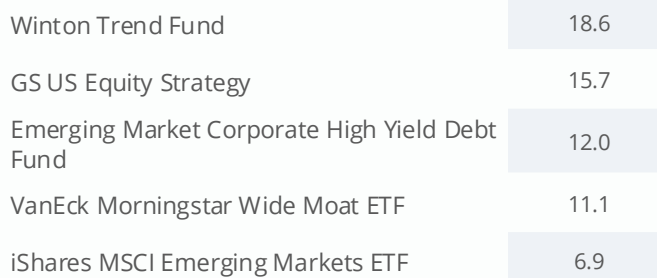 Winton Trend Fund 18.6
GS US Equity Strategy 15.7
Emerging Market Corporate High Yield Debt
Fund 12.0
VanEck Morningstar Wide Moat ETF 11.1
iShares MSCI Emerging Markets ETF 6.9